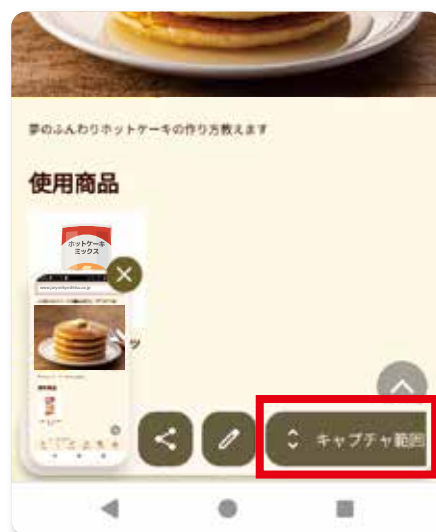 夢のふんわりホットケーキの作り方教えます
使用商品
ホットケーキ
ミックス
ッ
キャプチャ範囲